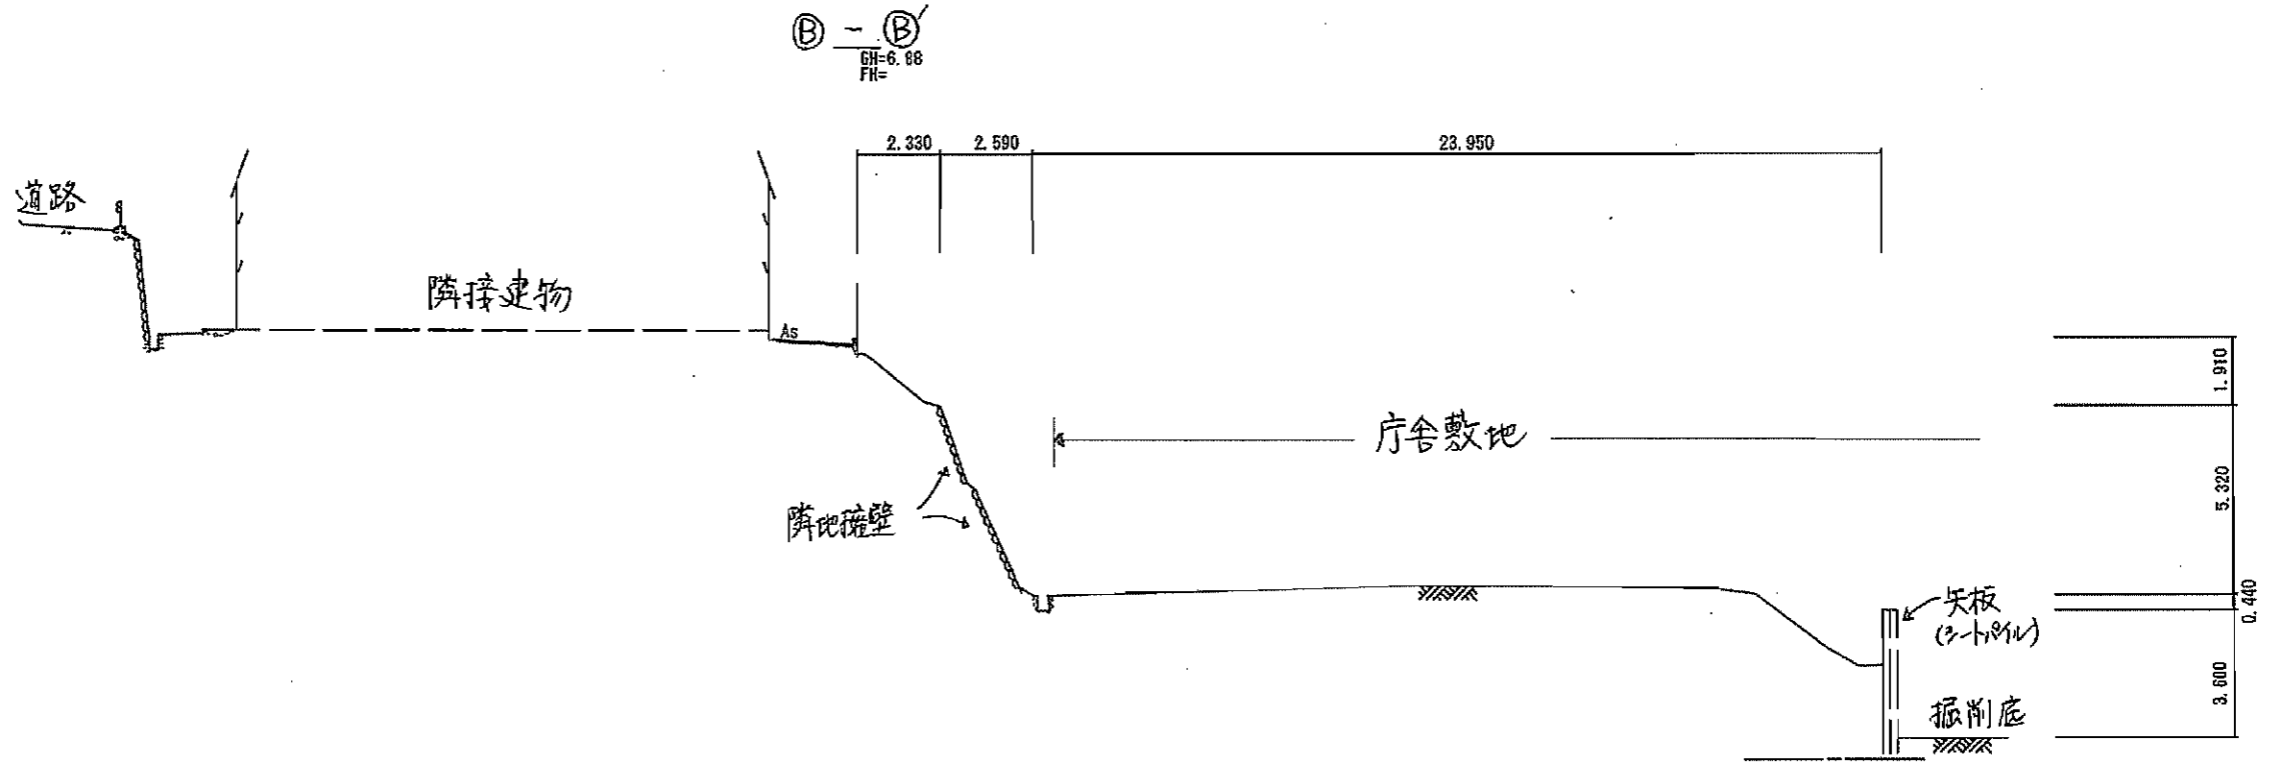 Ⓑ - Ⓑ′
GH=6.88
FH=
2.330
2.590
23.950
道路
隣接建物
As
1.910
庁舎敷地
5.320
隣地擁壁
0.440
矢板
(シートパイル)
3.600
掘削底